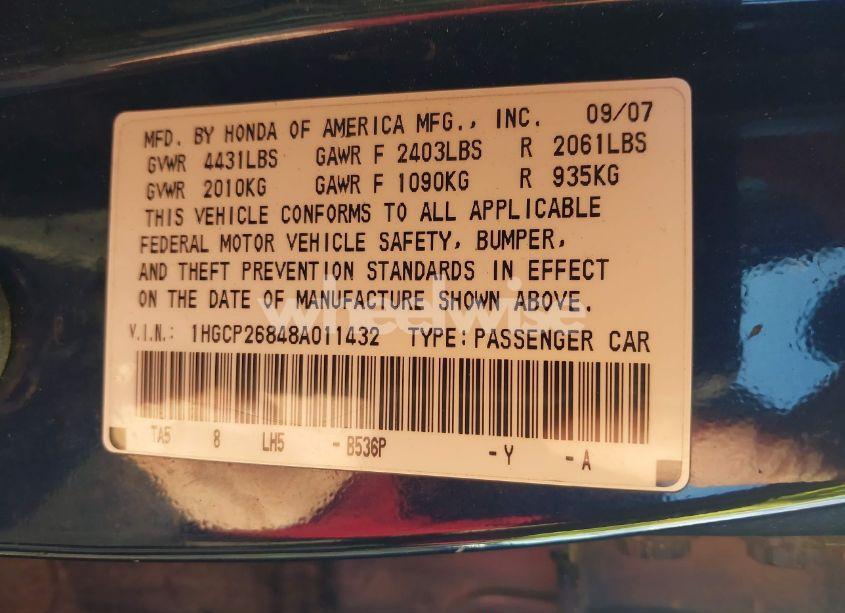 MFD. BY HONDA OF AMERICA MFG., INC. 09/07
GVWR 4431LBS GAWR F 2403LBS R 2061LBS
GVWR 2010KG GAWR F 1090KG R 935KG
THIS VEHICLE CONFORMS TO ALL APPLICABLE
FEDERAL MOTOR VEHICLE SAFETY, BUMPER,
AND THEFT PREVENTION STANDARDS IN EFFECT
ON THE DATE OF MANUFACTURE SHOWN ABOVE.
wheelwise
V.I.N.: 1HGCP26848A011432 TYPE: PASSENGER CAR
TA5 8 LH5 -B536P -Y -A